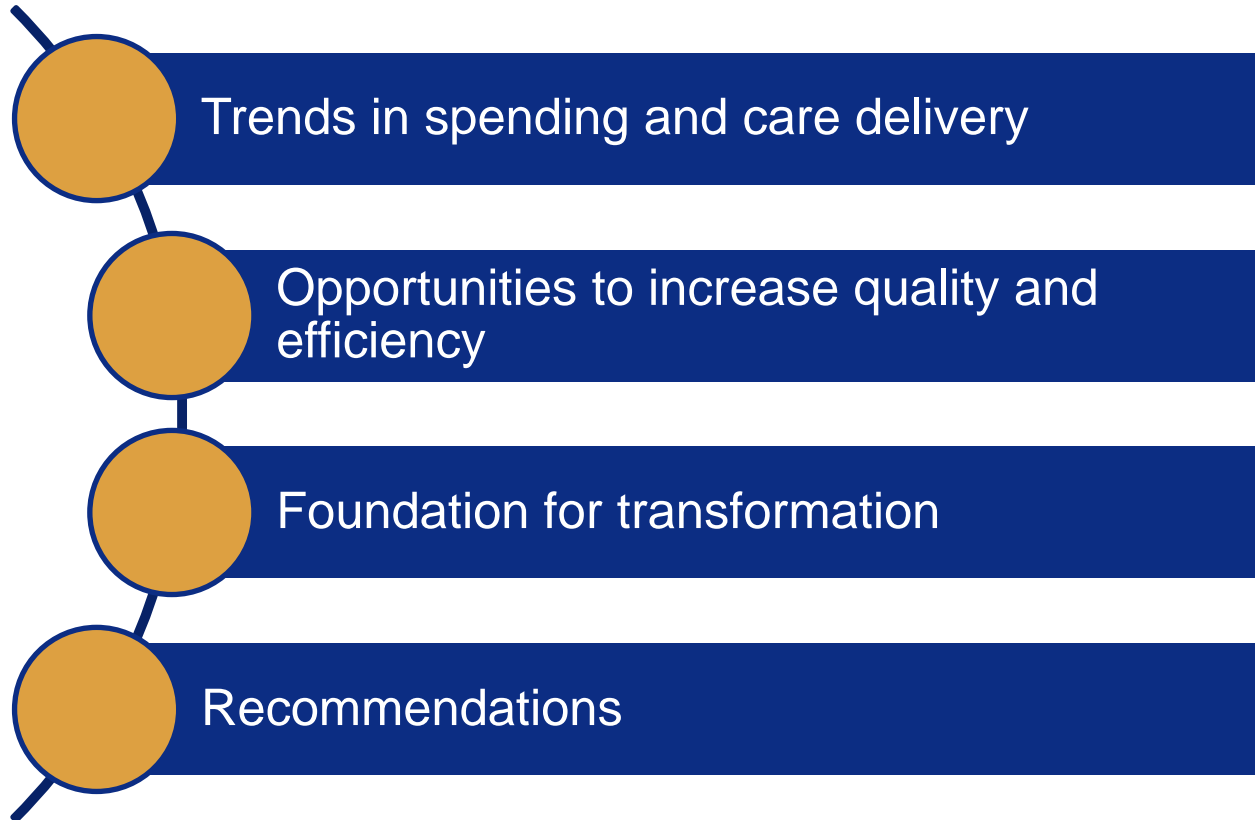 Trends in spending and care delivery
Opportunities to increase quality and
efficiency
Foundation for transformation
Recommendations